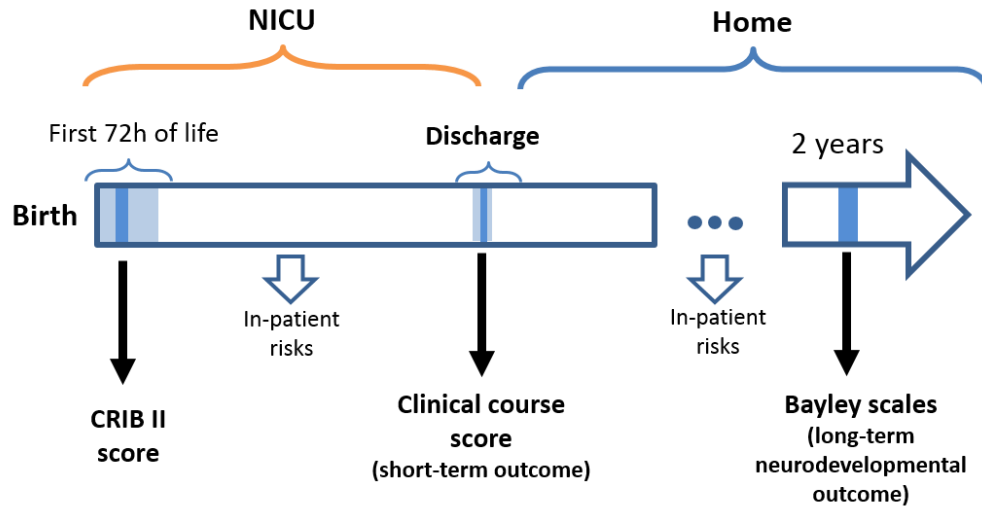 NICU
Home
First 72h of life
Discharge
2 years
Birth
In-patient
risks
In-patient
risks
CRIB II
score
Clinical course
score
(short-term outcome)
Bayley scales
(long-term
neurodevelopmental
outcome)